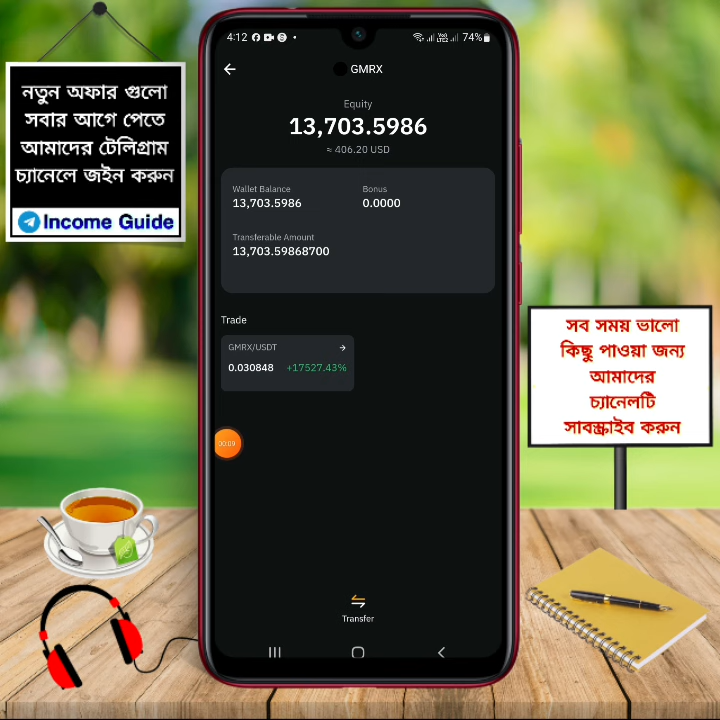 নতুন অফার গুলো
সবার আগে পেতে
আমাদের টেলিগ্রাম
চ্যানেলে জইন করুন
Income Guide
4:12
74%
GMRX
Equity
13,703.5986
≈ 406.20 USD
Wallet Balance
Bonus
13,703.5986
0.0000
Transferable Amount
13,703.59868700
Trade
GMRX/USDT
0.030848 +17527.43%
00:09
Transfer
সব সময় ভালো
কিছু পাওয়া জন্য
আমাদের
চ্যানেলটি
সাবস্ক্রাইব করুন